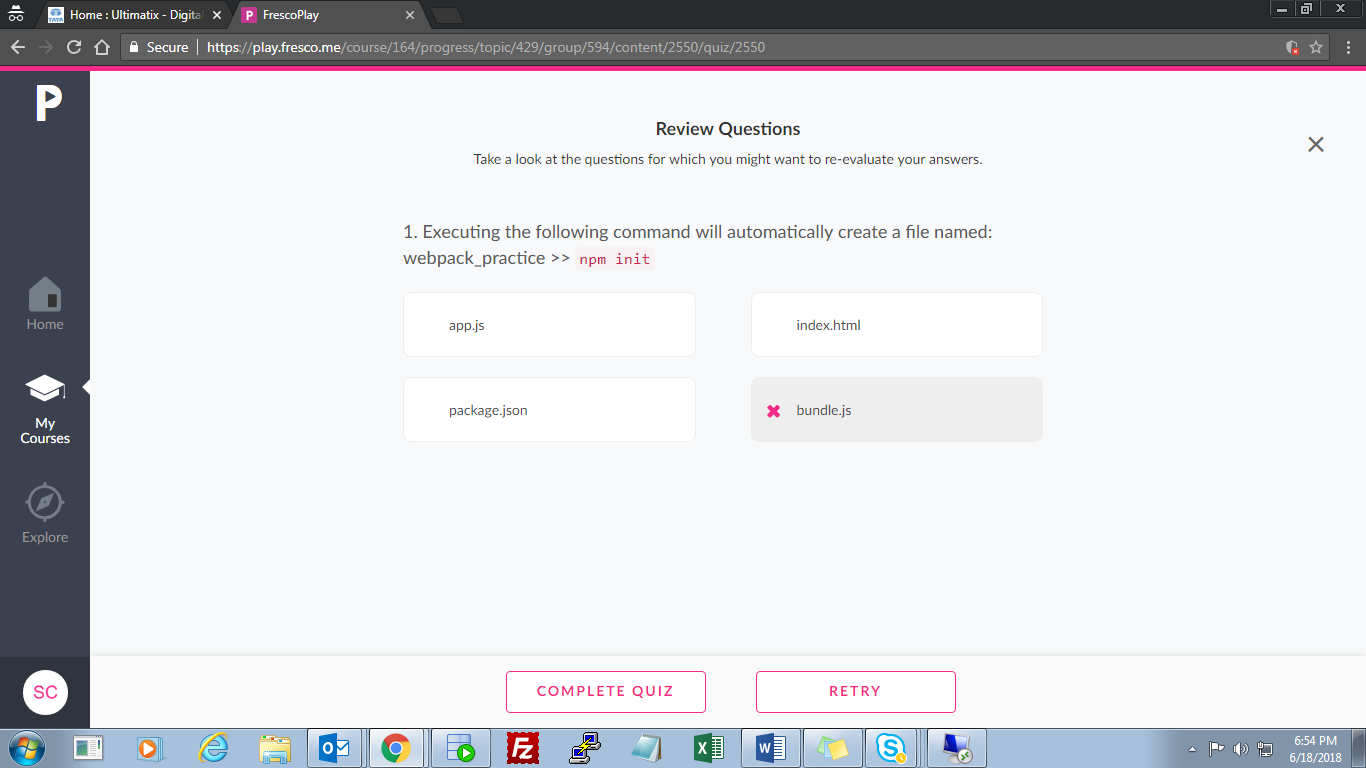 Home : Ultimatix - Digita
FrescoPlay
Secure
https://play.fresco.me/course/164/progress/topic/429/group/594/content/2550/quiz/2550
P
Review Questions
Take a look at the questions for which you might want to re-evaluate your answers.
1. Executing the following command will automatically create a file named:
webpack_practice >> npm init
app.js
index.html
package.json
bundle.js
Home
My
Courses
Explore
SC
COMPLETE QUIZ
RETRY
6:54 PM
6/18/2018